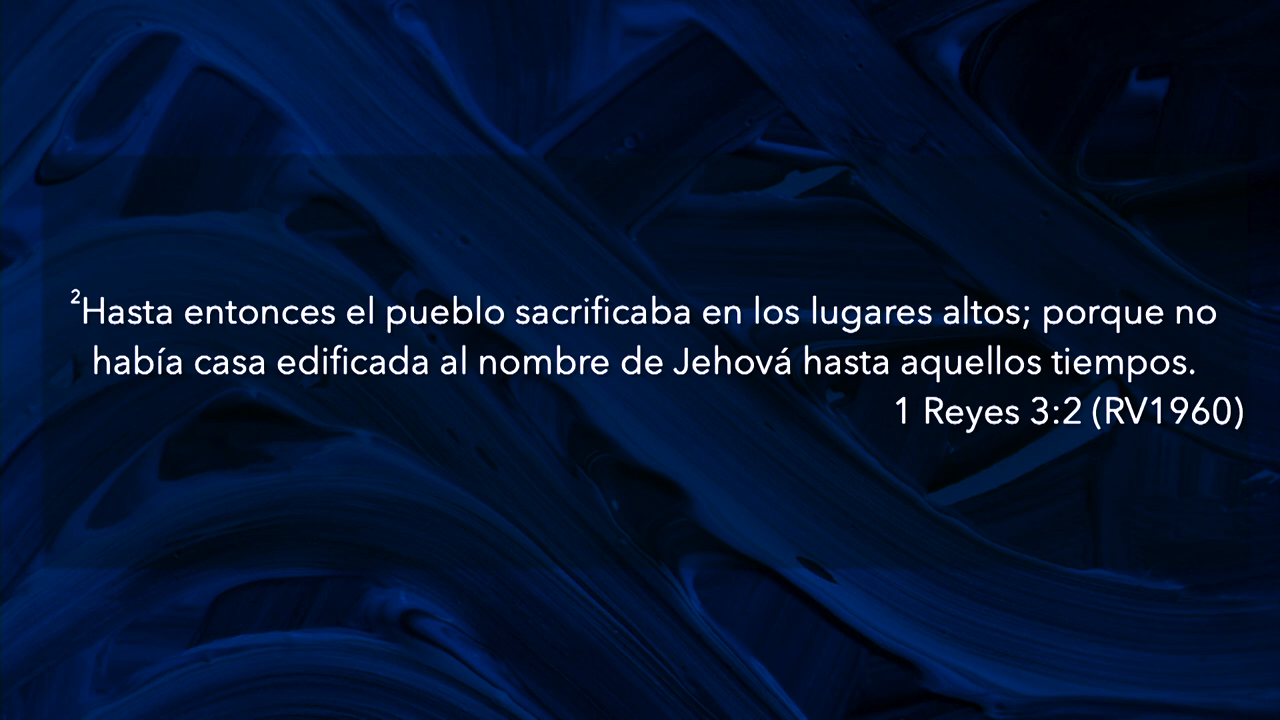 ²Hasta entonces el pueblo sacrificaba en los lugares altos; porque no
había casa edificada al nombre de Jehová hasta aquellos tiempos.
1 Reyes 3:2 (RV1960)